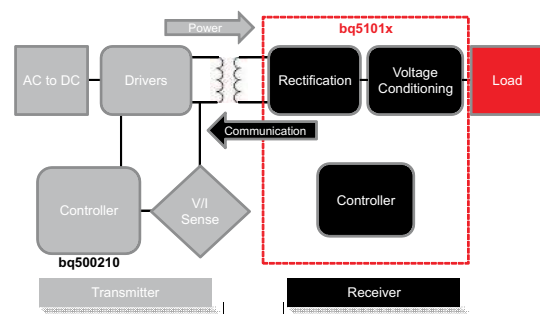 Power
bq5101x
AC to DC
Drivers
Rectification
Voltage
Conditioning
Load
Communication
Controller
V/I
Sense
Controller
bq500210
Transmitter
Receiver